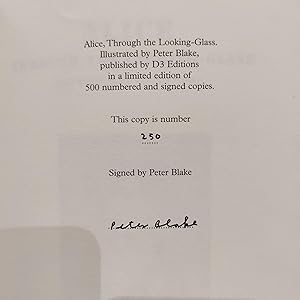 Alice, Through the Looking-Glass.
Illustrated by Peter Blake,
published by D3 Editions
in a limited edition of
500 numbered and signed copies.
This copy is number
250
Signed by Peter Blake
Peter Blake